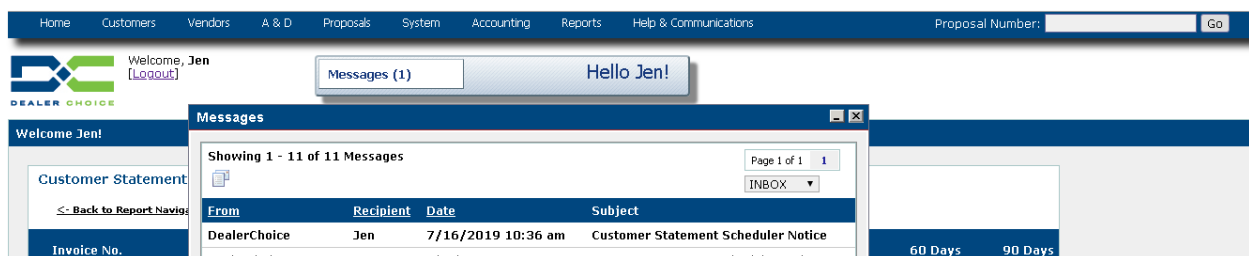 Home Customers Vendors A & D Proposals System Accounting Reports Help & Communications Proposal Number: Go
Welcome, Jen
[Logout]
DEALER CHOICE
Messages (1)
Hello Jen!
Welcome Jen!
Messages
Showing 1 - 11 of 11 Messages
Page 1 of 1 1
INBOX
Customer Statement
<- Back to Report Naviga
From Recipient Date Subject
DealerChoice Jen 7/16/2019 10:36 am Customer Statement Scheduler Notice
Invoice No. 60 Days 90 Days